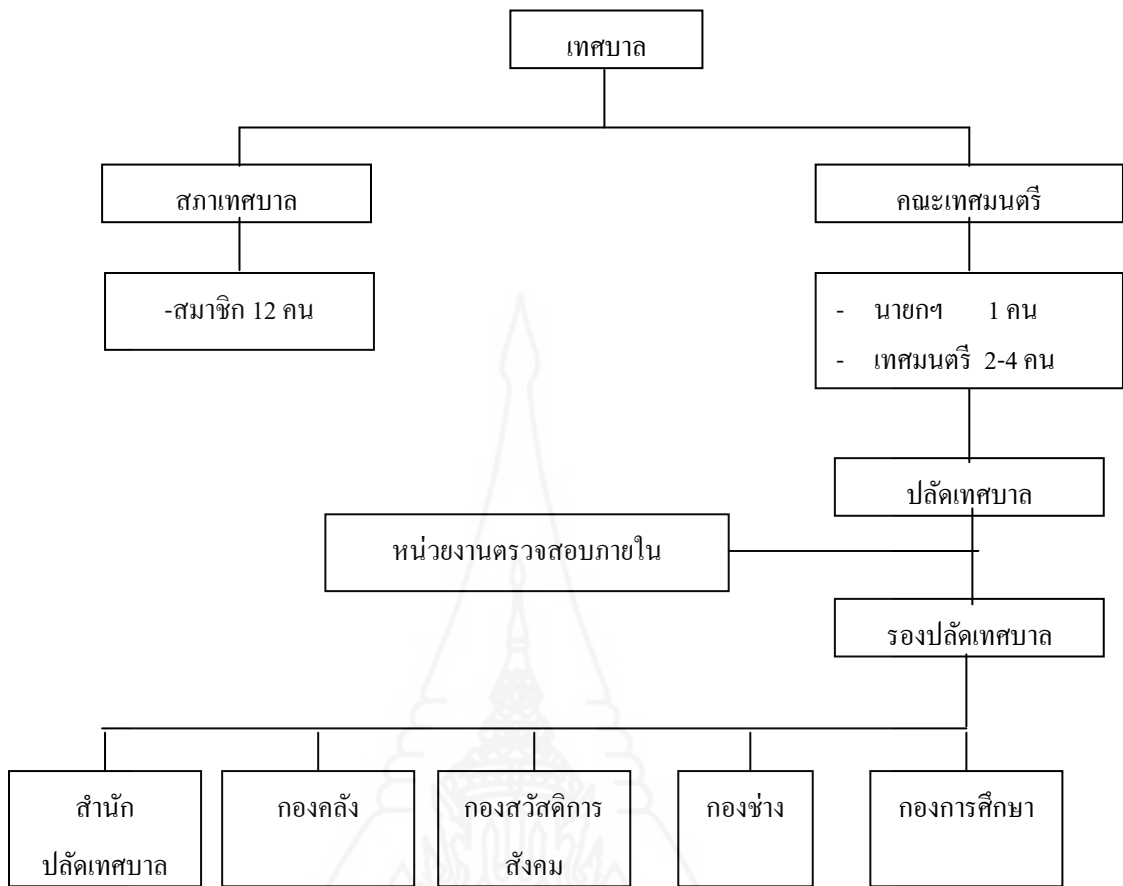 เทศบาล
สภาเทศบาล
คณะเทศมนตรี
-สมาชิก 12 คน
- นายกฯ 1 คน
- เทศมนตรี 2-4 คน
ปลัดเทศบาล
หน่วยงานตรวจสอบภายใน
รองปลัดเทศบาล
สำนัก
ปลัดเทศบาล
กองคลัง
กองสวัสดิการ
สังคม
กองช่าง
กองการศึกษา